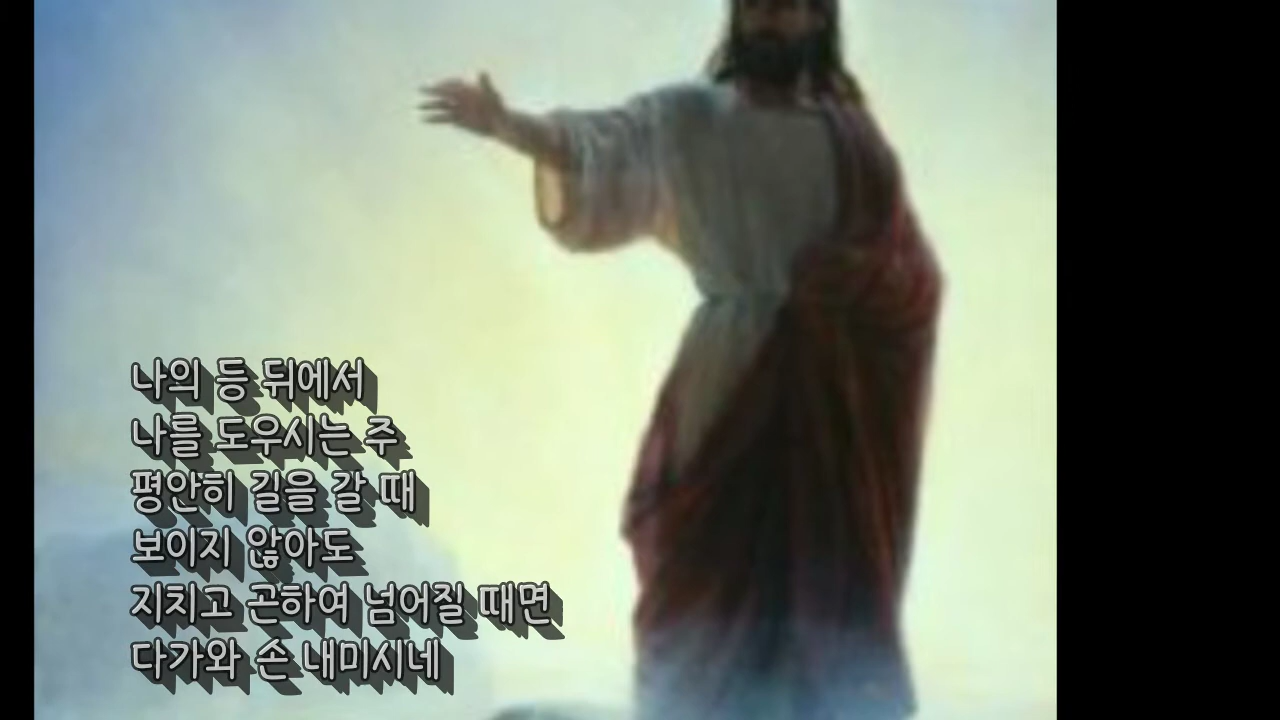 나의 등 뒤에서
나를 도우시는 주
평안히 길을 갈 때
보이지 않아도
지치고 곤하여 넘어질 때면
다가와 손 내미시네